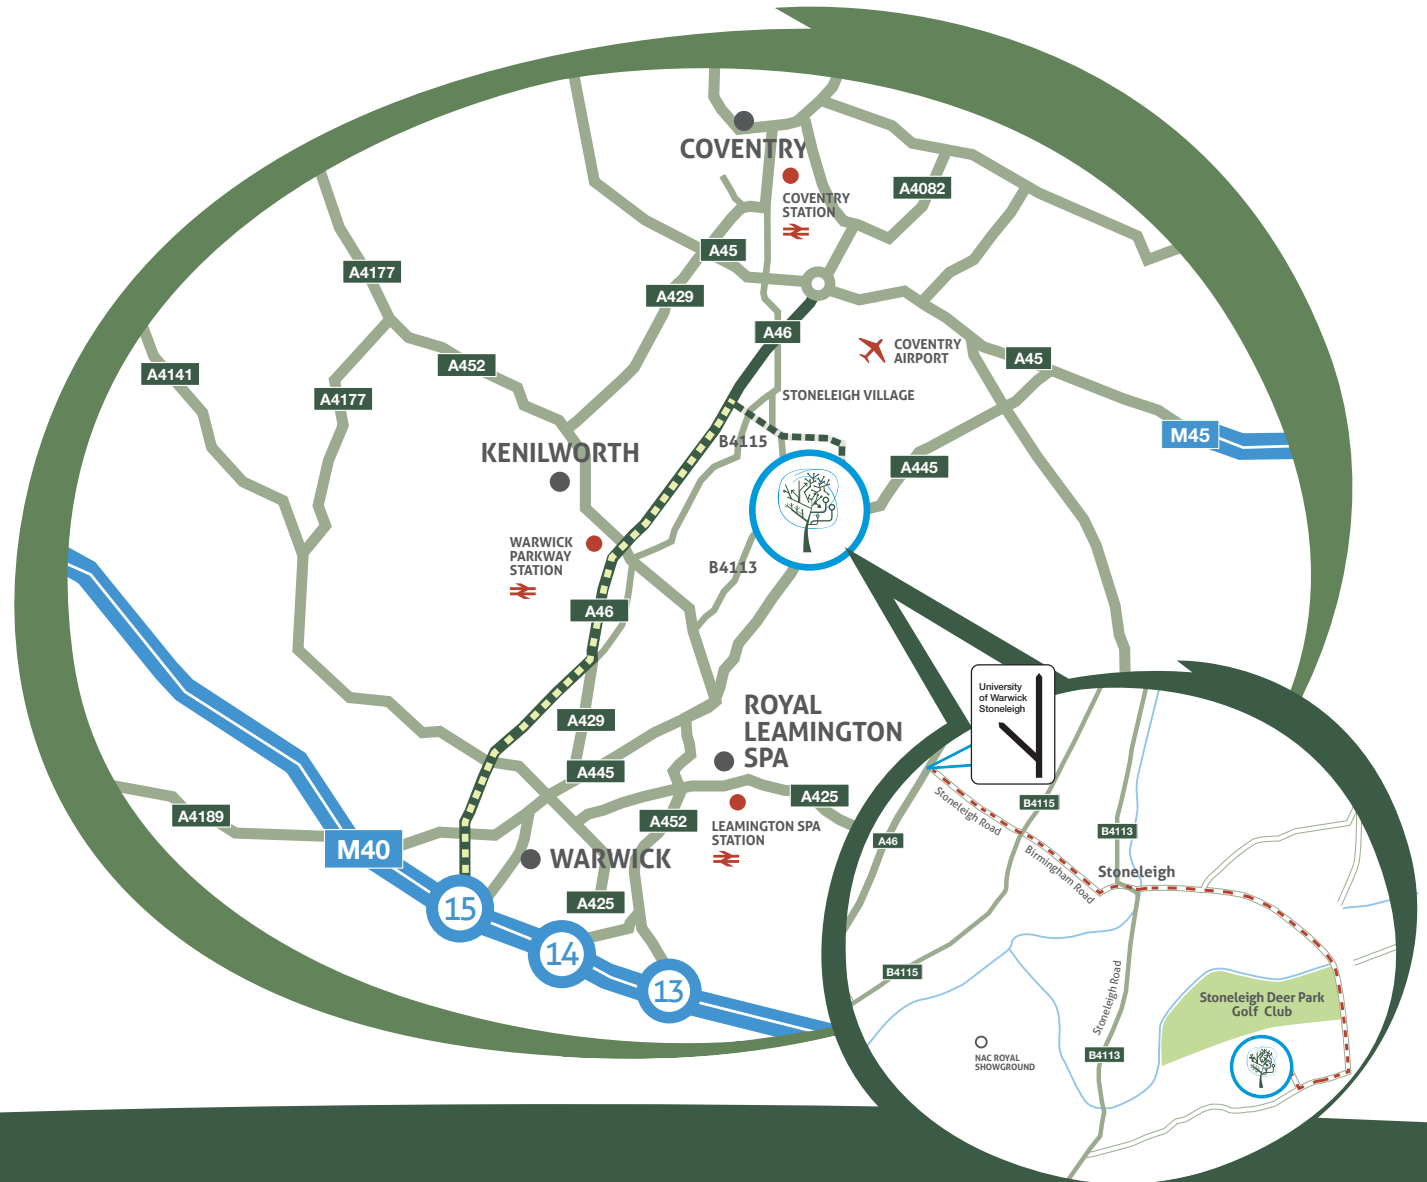 COVENTRY
COVENTRY
STATION
A4082
A45
A4177
A429
A46
COVENTRY
AIRPORT
A45
A4141
A452
A4177
STONELEIGH VILLAGE
M45
B4115
KENILWORTH
A445
WARWICK
PARKWAY
STATION
B4113
A46
ROYAL
LEAMINGTON
SPA
A429
A445
A425
A4189
A452
LEAMINGTON SPA
STATION
M40
WARWICK
A425
15
14
13
University
of Warwick
Stoneleigh
B4115
Stoneleigh Road
B4113
A46
Birmingham Road
Stoneleigh
B4115
Stoneleigh Road
Stoneleigh Deer Park
Golf Club
NAC ROYAL
SHOWGROUND
B4113